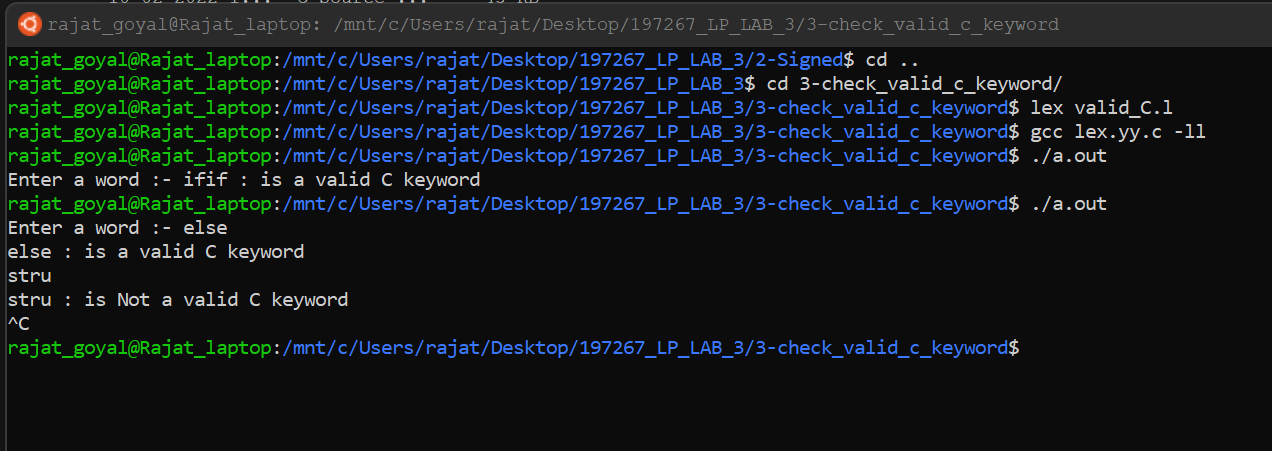 rajat_goyal@Rajat_laptop: /mnt/c/Users/rajat/Desktop/197267_LP_LAB_3/3-check_valid_c_keyword
rajat_goyal@Rajat_laptop:/mnt/c/Users/rajat/Desktop/197267_LP_LAB_3/2-Signed$ cd ..
rajat_goyal@Rajat_laptop:/mnt/c/Users/rajat/Desktop/197267_LP_LAB_3$ cd 3-check_valid_c_keyword/
rajat_goyal@Rajat_laptop:/mnt/c/Users/rajat/Desktop/197267_LP_LAB_3/3-check_valid_c_keyword$ lex valid_C.l
rajat_goyal@Rajat_laptop:/mnt/c/Users/rajat/Desktop/197267_LP_LAB_3/3-check_valid_c_keyword$ gcc lex.yy.c -ll
rajat_goyal@Rajat_laptop:/mnt/c/Users/rajat/Desktop/197267_LP_LAB_3/3-check_valid_c_keyword$ ./a.out
Enter a word :- ifif : is a valid C keyword
rajat_goyal@Rajat_laptop:/mnt/c/Users/rajat/Desktop/197267_LP_LAB_3/3-check_valid_c_keyword$ ./a.out
Enter a word :- else
else : is a valid C keyword
stru
stru : is Not a valid C keyword
^C
rajat_goyal@Rajat_laptop:/mnt/c/Users/rajat/Desktop/197267_LP_LAB_3/3-check_valid_c_keyword$